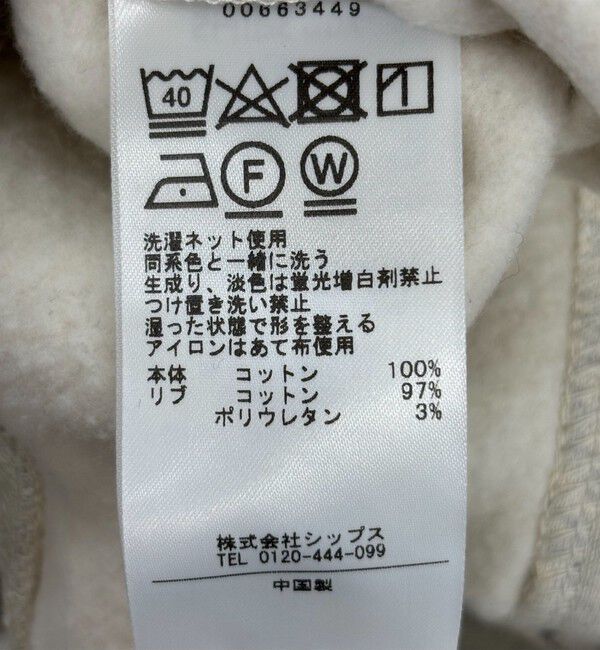 00863449
40
F W
洗濯ネット使用
同系色と一緒に洗う
生成り、淡色は蛍光増白剤禁止
つけ置き洗い禁止
湿った状態で形を整える
アイロンはあて布使用
本体 コットン 100%
リブ コットン 97%
ポリウレタン 3%
株式会社シップス
TEL 0120-444-099
中国製